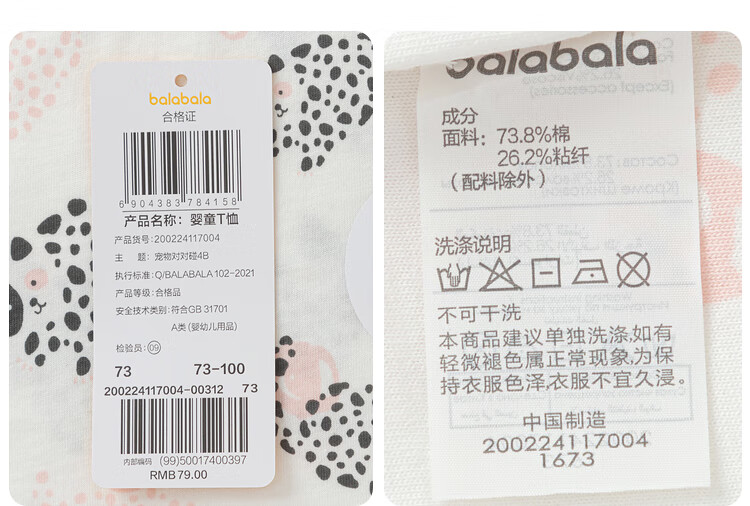 balabala
合格证
6 904383 784158
产品名称：婴童T恤
产品货号：200224117004
主　　题：宠物对对碰4B
执行标准：Q/BALABALA 102-2021
产品等级：合格品
安全技术类别：符合GB 31701
A类（婴幼儿用品）
检验员：09
73　73-100
200224117004-00312　73
内部编码　(99)50017400397
RMB79.00
balabala
成分
面料：73.8%棉
26.2%粘纤
（配料除外）
洗涤说明
不可干洗
本商品建议单独洗涤,如有
轻微褪色属正常现象,为保
持衣服色泽,衣服不宜久浸。
中国制造
200224117004
1673